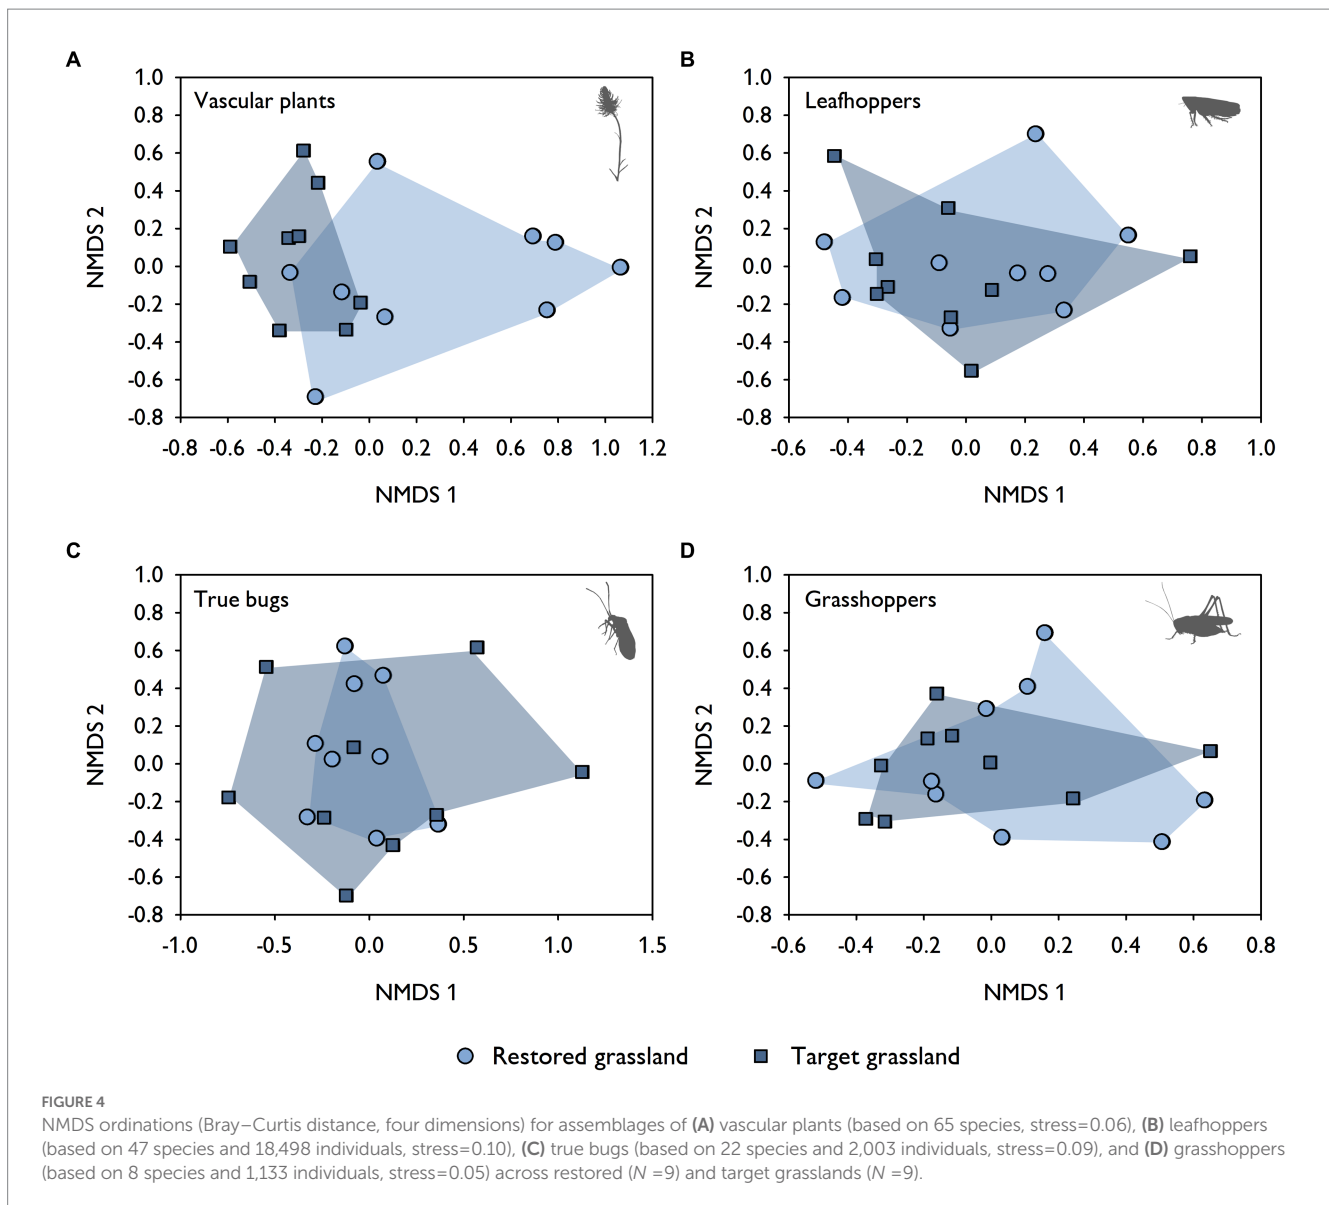 A
Vascular plants
1.0
0.8
0.6
0.4
0.2
0.0
-0.2
-0.4
-0.6
-0.8
NMDS 2
-0.8 -0.6 -0.4 -0.2 0.0 0.2 0.4 0.6 0.8 1.0 1.2
NMDS 1
B
Leafhoppers
1.0
0.8
0.6
0.4
0.2
0.0
-0.2
-0.4
-0.6
-0.8
NMDS 2
-0.6 -0.4 -0.2 0.0 0.2 0.4 0.6 0.8 1.0
NMDS 1
C
True bugs
1.0
0.8
0.6
0.4
0.2
0.0
-0.2
-0.4
-0.6
-0.8
NMDS 2
-1.0 -0.5 0.0 0.5 1.0 1.5
NMDS 1
D
Grasshoppers
1.0
0.8
0.6
0.4
0.2
0.0
-0.2
-0.4
-0.6
-0.8
NMDS 2
-0.6 -0.4 -0.2 0.0 0.2 0.4 0.6 0.8
NMDS 1
Restored grassland Target grassland
FIGURE 4
NMDS ordinations (Bray–Curtis distance, four dimensions) for assemblages of (A) vascular plants (based on 65 species, stress=0.06), (B) leafhoppers
(based on 47 species and 18,498 individuals, stress=0.10), (C) true bugs (based on 22 species and 2,003 individuals, stress=0.09), and (D) grasshoppers
(based on 8 species and 1,133 individuals, stress=0.05) across restored (N =9) and target grasslands (N =9).